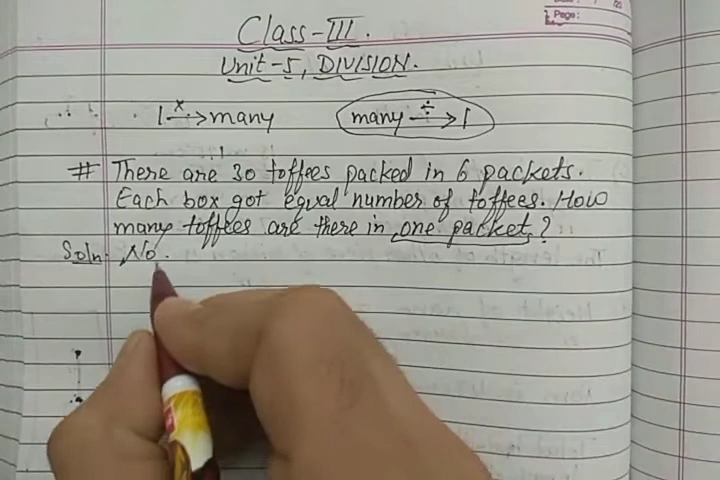 Page:
Class-III.
Unit-5, DIVISION.
1 x→ many many ÷→ 1
# There are 30 toffees packed in 6 packets.
Each box got equal number of toffees. How
many toffees are there in one packet?
Soln. No.